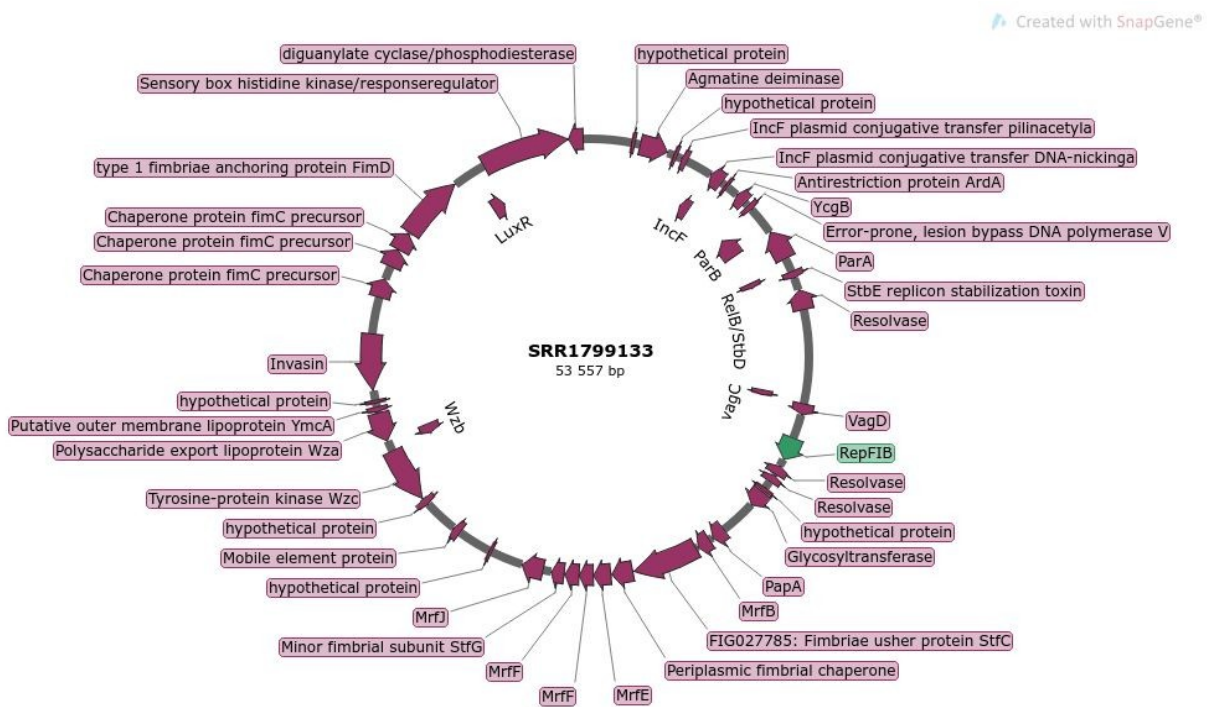 Created with SnapGene®
diguanylate cyclase/phosphodiesterase
hypothetical protein
Sensory box histidine kinase/responseregulator
Agmatine deiminase
hypothetical protein
IncF plasmid conjugative transfer pilinacetyla
type 1 fimbriae anchoring protein FimD
IncF plasmid conjugative transfer DNA-nickinga
Antirestriction protein ArdA
YcgB
Chaperone protein fimC precursor
Error-prone, lesion bypass DNA polymerase V
Chaperone protein fimC precursor
ParA
Chaperone protein fimC precursor
StbE replicon stabilization toxin
Resolvase
LuxR
IncF
ParB
RelB/StbD
SRR1799133
53 557 bp
VagC
Wzb
Invasin
hypothetical protein
VagD
Putative outer membrane lipoprotein YmcA
Polysaccharide export lipoprotein Wza
RepFIB
Resolvase
Tyrosine-protein kinase Wzc
Resolvase
hypothetical protein
hypothetical protein
Mobile element protein
Glycosyltransferase
hypothetical protein
PapA
MrfJ
MrfB
Minor fimbrial subunit StfG
FIG027785: Fimbriae usher protein StfC
MrfF
Periplasmic fimbrial chaperone
MrfF
MrfE